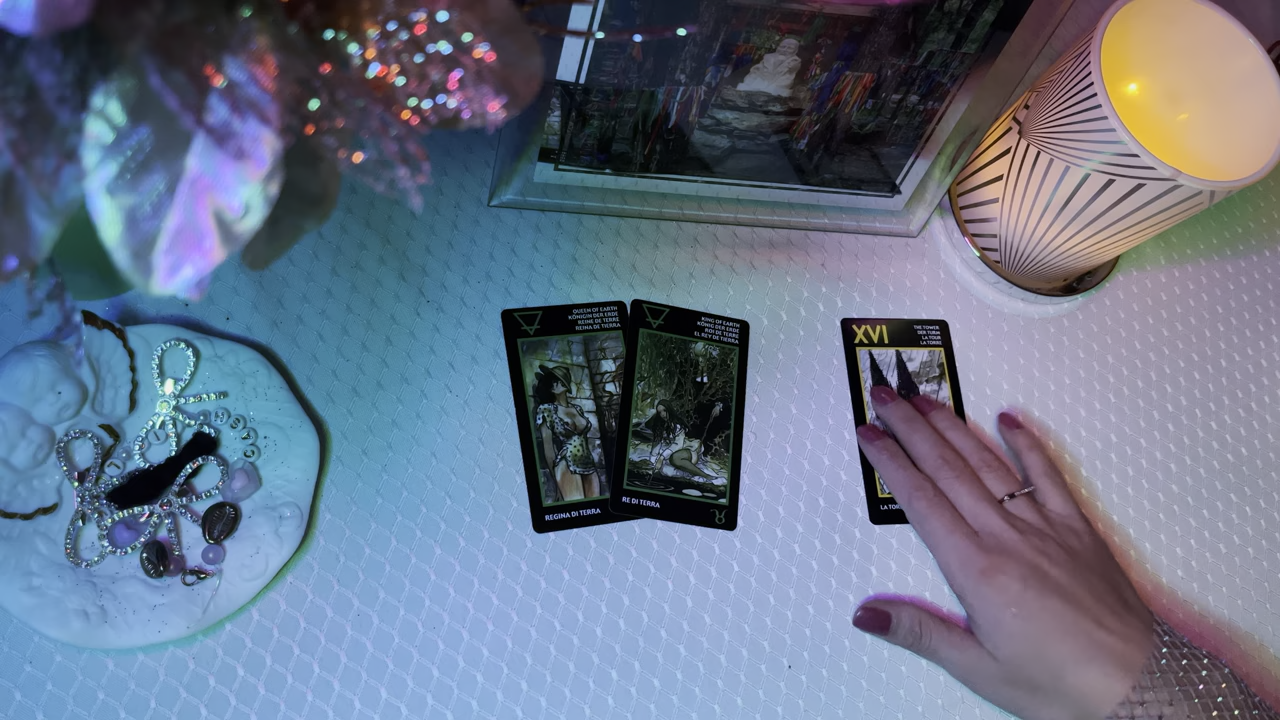 QUEEN OF EARTH
KÖNIGIN DER ERDE
REINE DE TERRE
REINA DE TIERRA
REGINA DI TERRA
KING OF EARTH
KÖNIG DER ERDE
ROI DE TERRE
EL REY DE TIERRA
RE DI TERRA
XVI
THE TOWER
DER TURM
LA TOUR
LA TORRE